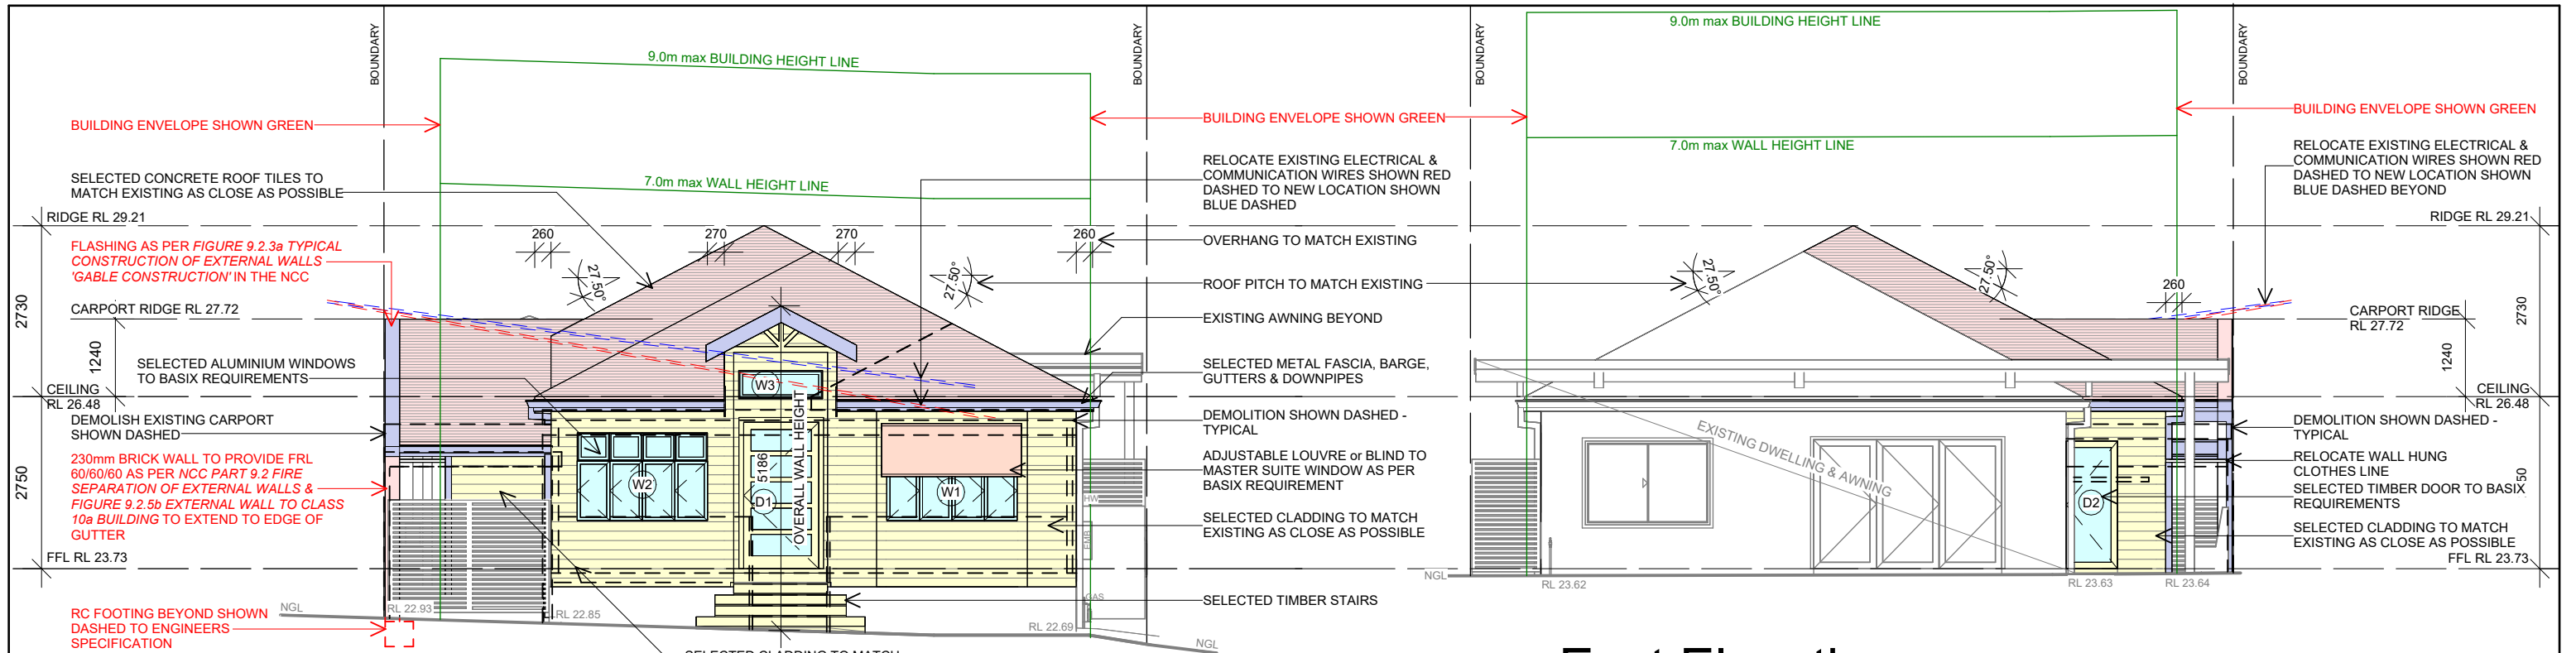 BOUNDARY
BOUNDARY
BOUNDARY
BOUNDARY
9.0m max BUILDING HEIGHT LINE
9.0m max BUILDING HEIGHT LINE
BUILDING ENVELOPE SHOWN GREEN
BUILDING ENVELOPE SHOWN GREEN
BUILDING ENVELOPE SHOWN GREEN
7.0m max WALL HEIGHT LINE
7.0m max WALL HEIGHT LINE
SELECTED CONCRETE ROOF TILES TO
MATCH EXISTING AS CLOSE AS POSSIBLE
RIDGE RL 29.21
FLASHING AS PER FIGURE 9.2.3a TYPICAL
CONSTRUCTION OF EXTERNAL WALLS
'GABLE CONSTRUCTION' IN THE NCC
2730
CARPORT RIDGE RL 27.72
1240
SELECTED ALUMINIUM WINDOWS
TO BASIX REQUIREMENTS
CEILING
RL 26.48
DEMOLISH EXISTING CARPORT
SHOWN DASHED
2750
230mm BRICK WALL TO PROVIDE FRL
60/60/60 AS PER NCC PART 9.2 FIRE
SEPARATION OF EXTERNAL WALLS &
FIGURE 9.2.5b EXTERNAL WALL TO CLASS
10a BUILDING TO EXTEND TO EDGE OF
GUTTER
FFL RL 23.73
RC FOOTING BEYOND SHOWN
DASHED TO ENGINEERS
SPECIFICATION
NGL
RL 22.93
RL 22.85
260
270
270
260
27.50°
27.50°
W3
W2
D1
5186
OVERALL WALL HEIGHT
W1
HW
EMB
GAS
RL 22.69
NGL
SELECTED CLADDING TO MATCH
RELOCATE EXISTING ELECTRICAL &
COMMUNICATION WIRES SHOWN RED
DASHED TO NEW LOCATION SHOWN
BLUE DASHED
OVERHANG TO MATCH EXISTING
ROOF PITCH TO MATCH EXISTING
EXISTING AWNING BEYOND
SELECTED METAL FASCIA, BARGE,
GUTTERS & DOWNPIPES
DEMOLITION SHOWN DASHED -
TYPICAL
ADJUSTABLE LOUVRE or BLIND TO
MASTER SUITE WINDOW AS PER
BASIX REQUIREMENT
SELECTED CLADDING TO MATCH
EXISTING AS CLOSE AS POSSIBLE
SELECTED TIMBER STAIRS
27.50°
27.50°
260
EXISTING DWELLING & AWNING
D2
NGL
RL 23.62
RL 23.63
RL 23.64
RELOCATE EXISTING ELECTRICAL &
COMMUNICATION WIRES SHOWN RED
DASHED TO NEW LOCATION SHOWN
BLUE DASHED BEYOND
RIDGE RL 29.21
2730
CARPORT RIDGE
RL 27.72
1240
CEILING
RL 26.48
DEMOLITION SHOWN DASHED -
TYPICAL
RELOCATE WALL HUNG
CLOTHES LINE
SELECTED TIMBER DOOR TO BASIX
REQUIREMENTS
50
SELECTED CLADDING TO MATCH
EXISTING AS CLOSE AS POSSIBLE
FFL RL 23.73